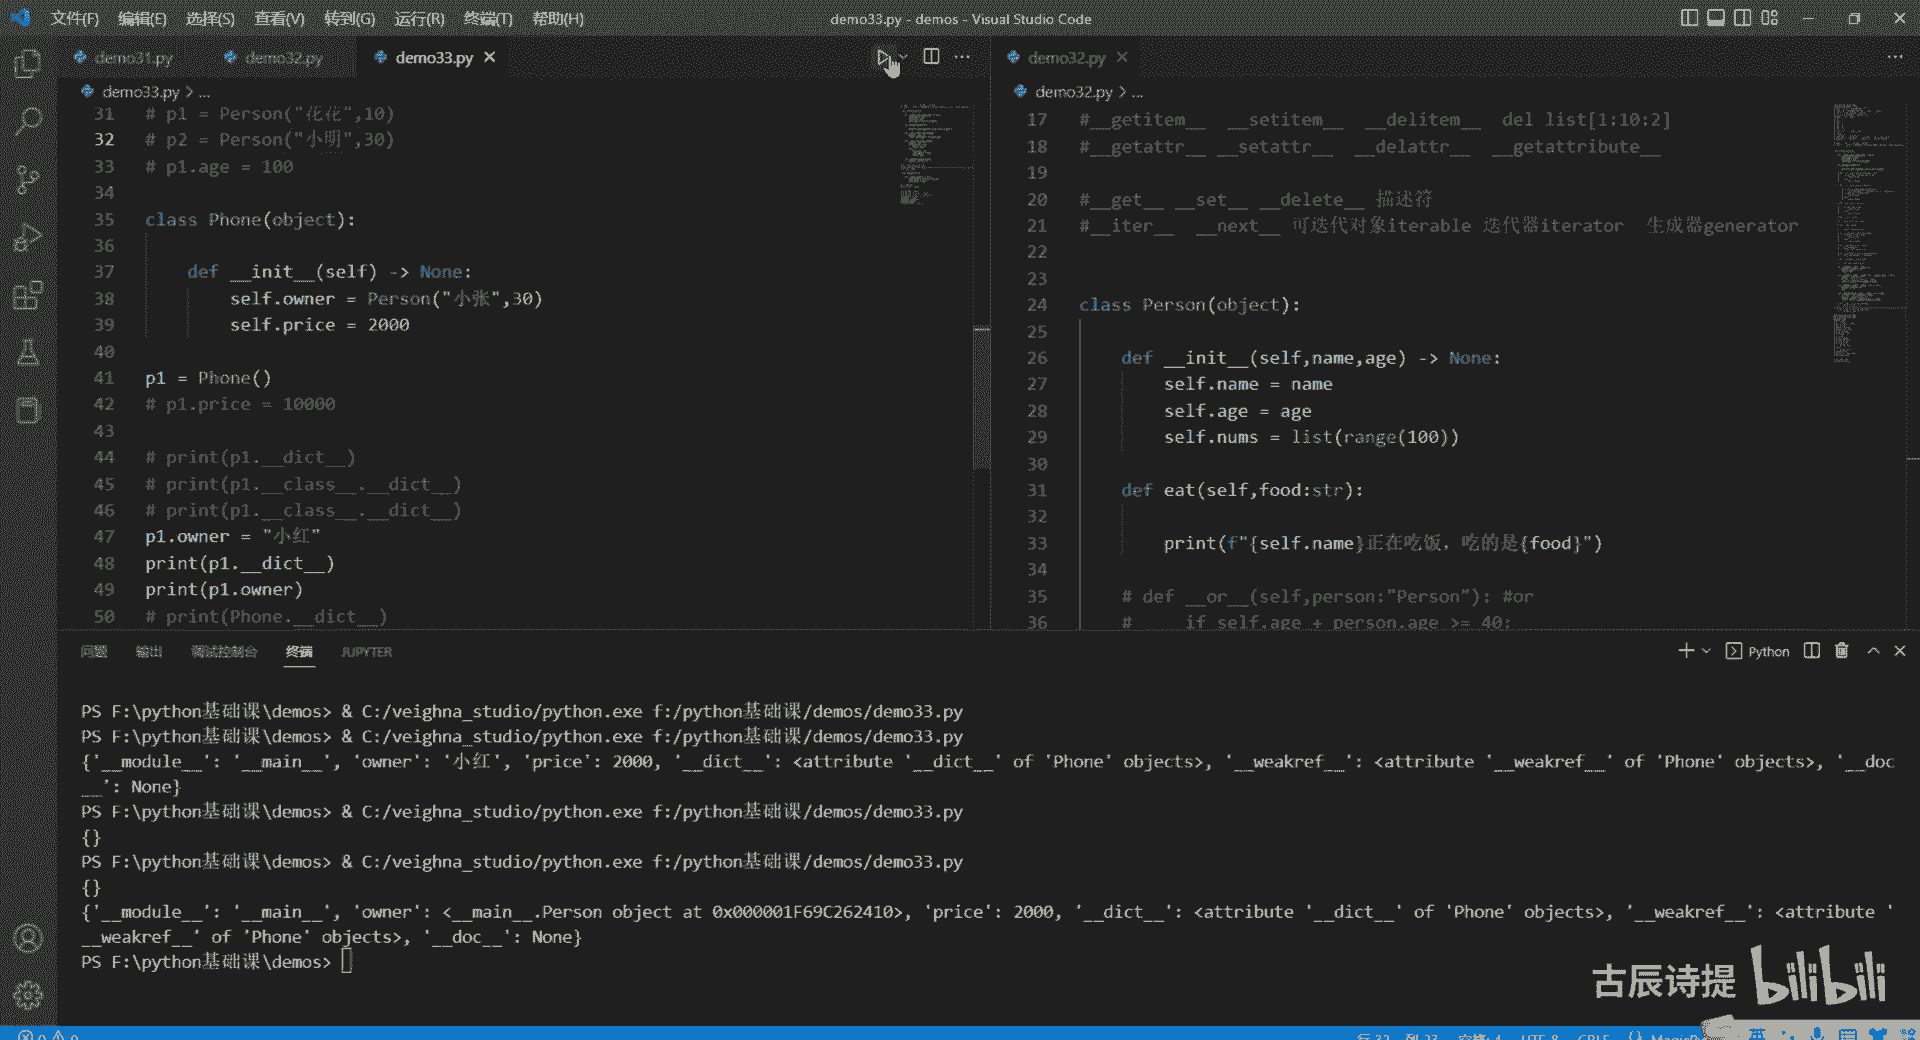 文件(F) 编辑(E) 选择(S) 查看(V) 转到(G) 运行(R) 终端(T) 帮助(H)
demo33.py - demos - Visual Studio Code
demo31.py demo32.py demo33.py
demo33.py > ...
31 # p1 = Person("花花",10)
32 # p2 = Person("小明",30)
33 # p1.age = 100
34
35 class Phone(object):
36
37 def __init__(self) -> None:
38 self.owner = Person("小张",30)
39 self.price = 2000
40
41 p1 = Phone()
42 # p1.price = 10000
43
44 # print(p1.__dict__)
45 # print(p1.__class__.__dict__)
46 # print(p1.__class__.__dict__)
47 p1.owner = "小红"
48 print(p1.__dict__)
49 print(p1.owner)
50 # print(Phone.__dict__)
demo32.py
demo32.py > ...
17 #__getitem__ __setitem__ __delitem__ del list[1:10:2]
18 #__getattr__ __setattr__ __delattr__ __getattribute__
19
20 #__get__ __set__ __delete__ 描述符
21 #__iter__ __next__ 可迭代对象iterable 迭代器iterator 生成器generator
22
23
24 class Person(object):
25
26 def __init__(self,name,age) -> None:
27 self.name = name
28 self.age = age
29 self.nums = list(range(100))
30
31 def eat(self,food:str):
32
33 print(f"{self.name}正在吃饭，吃的是{food}")
34
35 # def __or__(self,person:"Person"): #or
36 # if self.age + person.age >= 40:
问题 输出 调试控制台 终端 JUPYTER
Python
PS F:\python基础课\demos> & C:/veighna_studio/python.exe f:/python基础课/demos/demo33.py
PS F:\python基础课\demos> & C:/veighna_studio/python.exe f:/python基础课/demos/demo33.py
{'__module__': '__main__', 'owner': '小红', 'price': 2000, '__dict__': <attribute '__dict__' of 'Phone' objects>, '__weakref__': <attribute '__weakref__' of 'Phone' objects>, '__doc
__': None}
PS F:\python基础课\demos> & C:/veighna_studio/python.exe f:/python基础课/demos/demo33.py
{}
PS F:\python基础课\demos> & C:/veighna_studio/python.exe f:/python基础课/demos/demo33.py
{}
{'__module__': '__main__', 'owner': <__main__.Person object at 0x000001F69C262410>, 'price': 2000, '__dict__': <attribute '__dict__' of 'Phone' objects>, '__weakref__': <attribute '
__weakref__' of 'Phone' objects>, '__doc__': None}
PS F:\python基础课\demos>
古辰诗提 bilibili